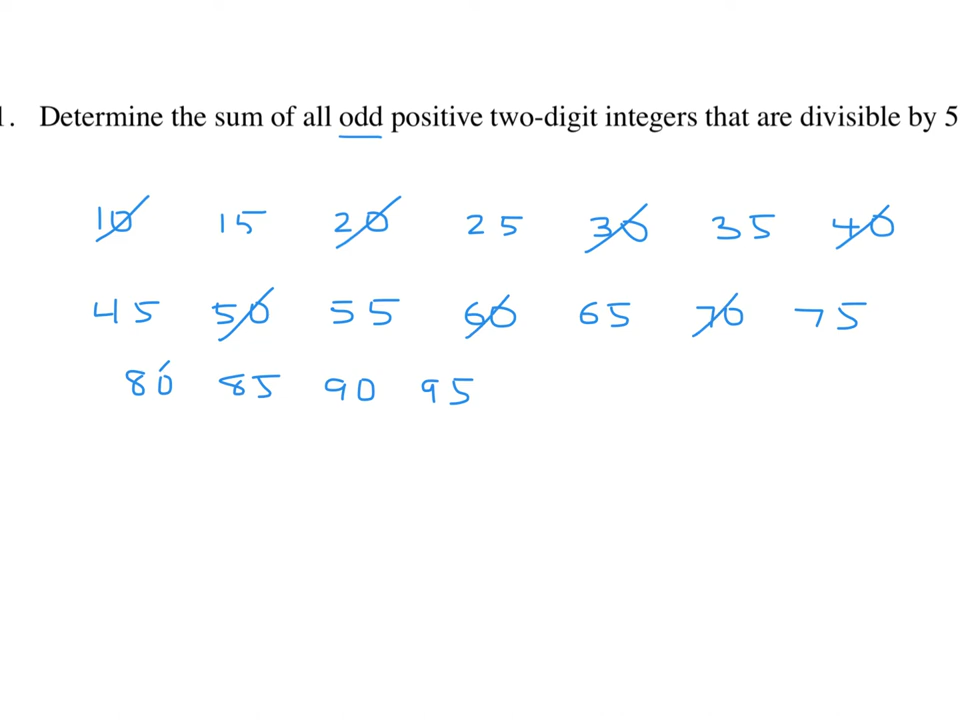 1. Determine the sum of all odd positive two-digit integers that are divisible by 5
10 15 20 25 30 35 40
45 50 55 60 65 70 75
80 85 90 95